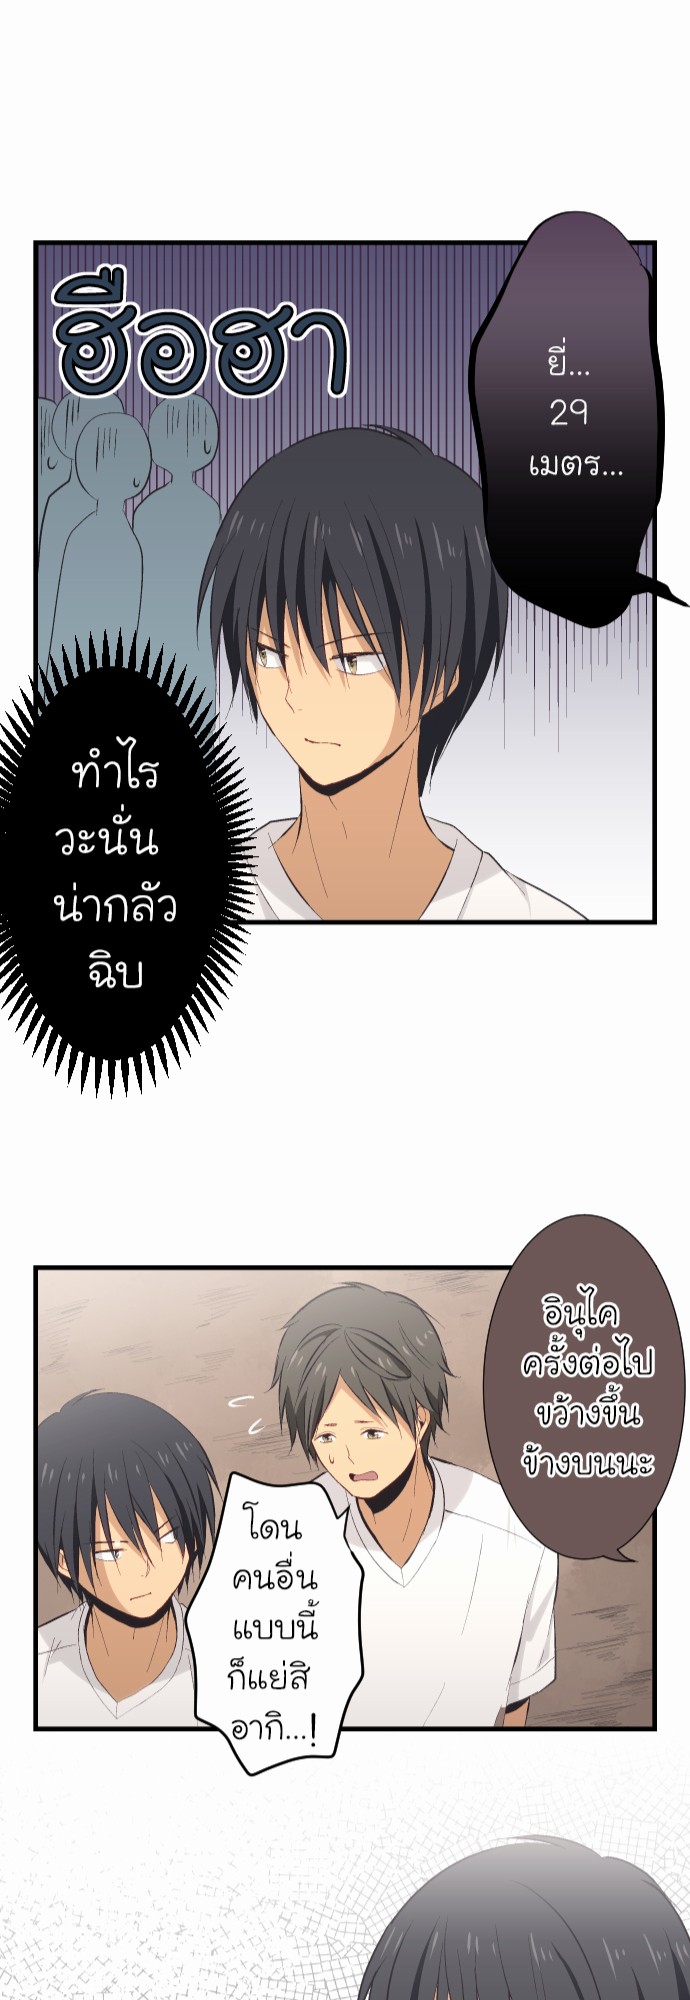 ฮือฮา
ยี่...
29
เมตร...
ทำไร
วะนั่น
น่ากลัว
ฉิบ
อินุไค
ครั้งต่อไป
ขว้างขึ้น
ข้างบนนะ
โดน
คนอื่น
แบบนี้
ก็แย่สิ
อากิ...!